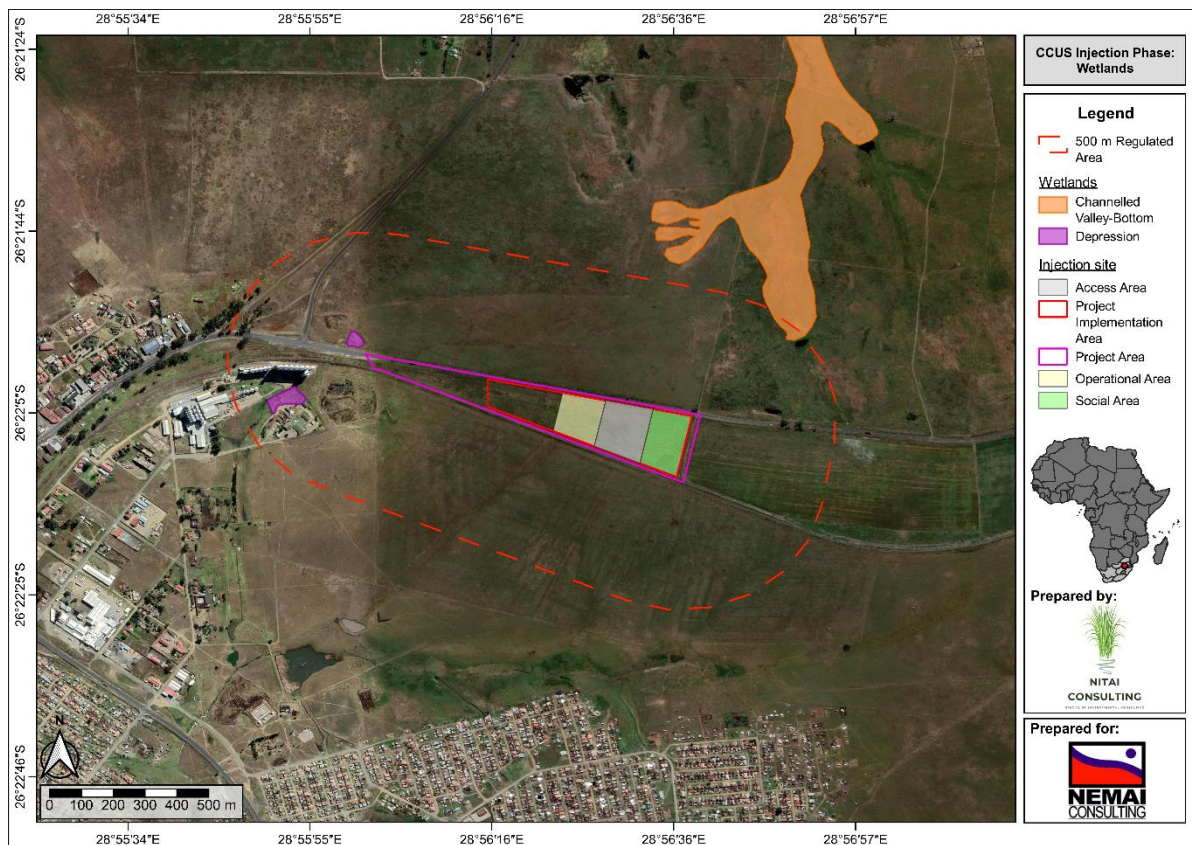 28°55'34"E 28°55'55"E 28°56'16"E 28°56'36"E 28°56'57"E
26°21'24"S
26°21'44"S
26°22'5"S
26°22'25"S
26°22'46"S
N
0 100 200 300 400 500 m
28°55'34"E 28°55'55"E 28°56'16"E 28°56'36"E 28°56'57"E
CCUS Injection Phase:
Wetlands
Legend
500 m Regulated
Area
Wetlands
Channelled
Valley-Bottom
Depression
Injection site
Access Area
Project
Implementation
Area
Project Area
Operational Area
Social Area
Prepared by:
NITAI
CONSULTING
Prepared for:
NEMAI
CONSULTING